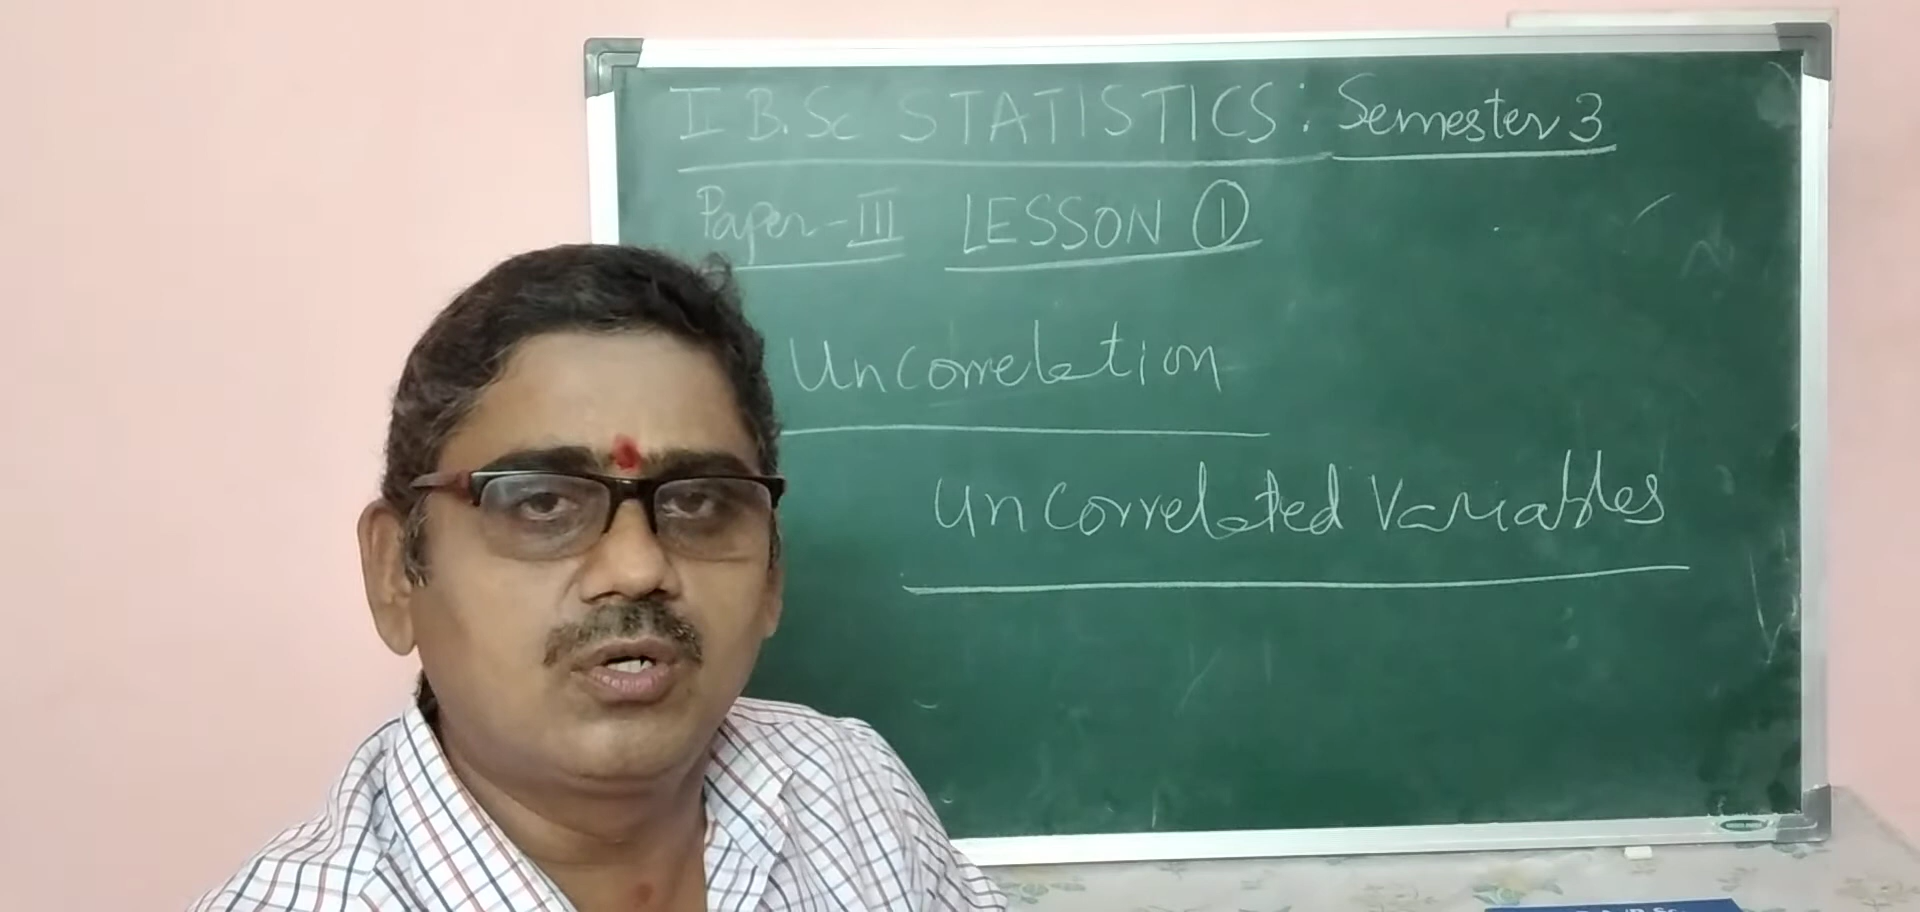 II B.Sc STATISTICS: Semester 3
Paper-III LESSON ①
Uncorrelation
Uncorrelated Variables